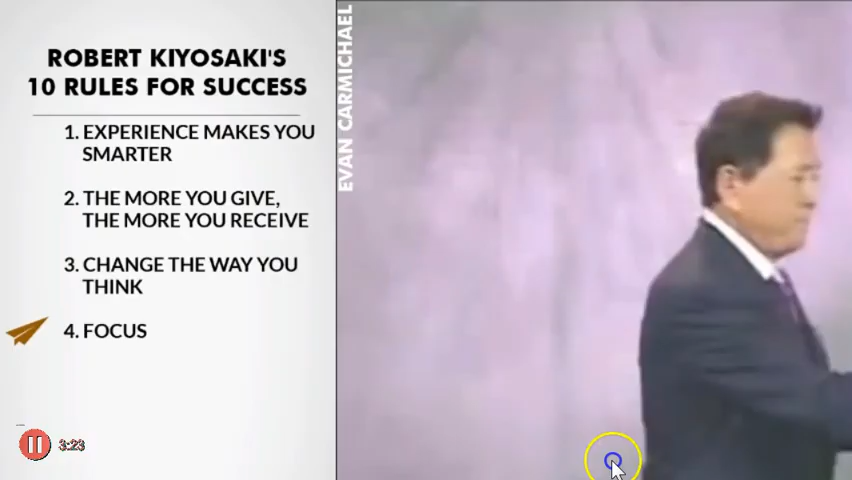 ROBERT KIYOSAKI'S
10 RULES FOR SUCCESS
1. EXPERIENCE MAKES YOU
SMARTER
2. THE MORE YOU GIVE,
THE MORE YOU RECEIVE
3. CHANGE THE WAY YOU
THINK
4. FOCUS
3:23
EVAN CARMICHAEL